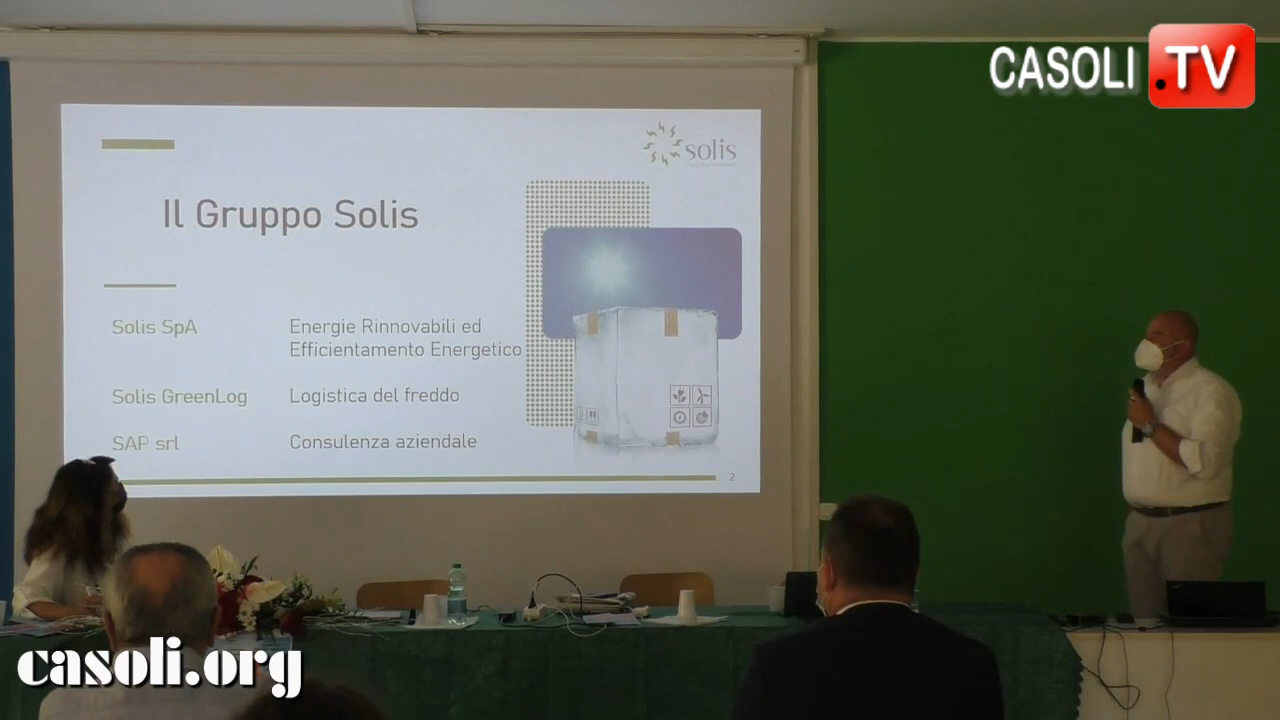 CASOLI .TV
solis
Il Gruppo Solis
Solis SpA
Energie Rinnovabili ed
Efficientamento Energetico
Solis GreenLog
Logistica del freddo
SAP srl
Consulenza aziendale
2
casoli.org